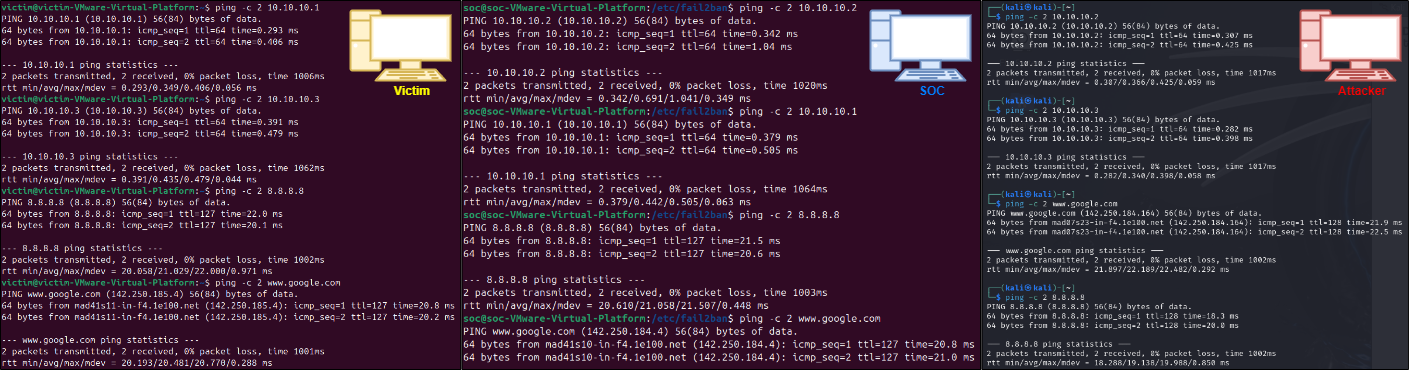 victim@victim-VMware-Virtual-Platform:~$ ping -c 2 10.10.10.1
PING 10.10.10.1 (10.10.10.1) 56(84) bytes of data.
64 bytes from 10.10.10.1: icmp_seq=1 ttl=64 time=0.293 ms
64 bytes from 10.10.10.1: icmp_seq=2 ttl=64 time=0.406 ms
--- 10.10.10.1 ping statistics ---
2 packets transmitted, 2 received, 0% packet loss, time 1006ms
rtt min/avg/max/mdev = 0.293/0.349/0.406/0.056 ms
victim@victim-VMware-Virtual-Platform:~$ ping -c 2 10.10.10.3
PING 10.10.10.3 (10.10.10.3) 56(84) bytes of data.
64 bytes from 10.10.10.3: icmp_seq=1 ttl=64 time=0.391 ms
64 bytes from 10.10.10.3: icmp_seq=2 ttl=64 time=0.479 ms
--- 10.10.10.3 ping statistics ---
2 packets transmitted, 2 received, 0% packet loss, time 1062ms
rtt min/avg/max/mdev = 0.391/0.435/0.479/0.044 ms
victim@victim-VMware-Virtual-Platform:~$ ping -c 2 8.8.8.8
PING 8.8.8.8 (8.8.8.8) 56(84) bytes of data.
64 bytes from 8.8.8.8: icmp_seq=1 ttl=127 time=22.0 ms
64 bytes from 8.8.8.8: icmp_seq=2 ttl=127 time=20.1 ms
--- 8.8.8.8 ping statistics ---
2 packets transmitted, 2 received, 0% packet loss, time 1002ms
rtt min/avg/max/mdev = 20.058/21.029/22.000/0.971 ms
victim@victim-VMware-Virtual-Platform:~$ ping -c 2 www.google.com
PING www.google.com (142.250.185.4) 56(84) bytes of data.
64 bytes from mad41s11-in-f4.1e100.net (142.250.185.4): icmp_seq=1 ttl=127 time=20.8 ms
64 bytes from mad41s11-in-f4.1e100.net (142.250.185.4): icmp_seq=2 ttl=127 time=20.2 ms
--- www.google.com ping statistics ---
2 packets transmitted, 2 received, 0% packet loss, time 1001ms
rtt min/avg/max/mdev = 20.193/20.481/20.770/0.288 ms
Victim
soc@soc-VMware-Virtual-Platform:/etc/fail2ban$ ping -c 2 10.10.10.2
PING 10.10.10.2 (10.10.10.2) 56(84) bytes of data.
64 bytes from 10.10.10.2: icmp_seq=1 ttl=64 time=0.342 ms
64 bytes from 10.10.10.2: icmp_seq=2 ttl=64 time=1.04 ms
--- 10.10.10.2 ping statistics ---
2 packets transmitted, 2 received, 0% packet loss, time 1020ms
rtt min/avg/max/mdev = 0.342/0.691/1.041/0.349 ms
soc@soc-VMware-Virtual-Platform:/etc/fail2ban$ ping -c 2 10.10.10.1
PING 10.10.10.1 (10.10.10.1) 56(84) bytes of data.
64 bytes from 10.10.10.1: icmp_seq=1 ttl=64 time=0.379 ms
64 bytes from 10.10.10.1: icmp_seq=2 ttl=64 time=0.505 ms
--- 10.10.10.1 ping statistics ---
2 packets transmitted, 2 received, 0% packet loss, time 1064ms
rtt min/avg/max/mdev = 0.379/0.442/0.505/0.063 ms
soc@soc-VMware-Virtual-Platform:/etc/fail2ban$ ping -c 2 8.8.8.8
PING 8.8.8.8 (8.8.8.8) 56(84) bytes of data.
64 bytes from 8.8.8.8: icmp_seq=1 ttl=127 time=21.5 ms
64 bytes from 8.8.8.8: icmp_seq=2 ttl=127 time=20.6 ms
--- 8.8.8.8 ping statistics ---
2 packets transmitted, 2 received, 0% packet loss, time 1003ms
rtt min/avg/max/mdev = 20.610/21.058/21.507/0.448 ms
soc@soc-VMware-Virtual-Platform:/etc/fail2ban$ ping -c 2 www.google.com
PING www.google.com (142.250.184.4) 56(84) bytes of data.
64 bytes from mad41s10-in-f4.1e100.net (142.250.184.4): icmp_seq=1 ttl=127 time=20.8 ms
64 bytes from mad41s10-in-f4.1e100.net (142.250.184.4): icmp_seq=2 ttl=127 time=21.0 ms
SOC
(kali㉿kali)-[~]
$ ping -c 2 10.10.10.2
PING 10.10.10.2 (10.10.10.2) 56(84) bytes of data.
64 bytes from 10.10.10.2: icmp_seq=1 ttl=64 time=0.307 ms
64 bytes from 10.10.10.2: icmp_seq=2 ttl=64 time=0.425 ms
--- 10.10.10.2 ping statistics ---
2 packets transmitted, 2 received, 0% packet loss, time 1017ms
rtt min/avg/max/mdev = 0.307/0.366/0.425/0.059 ms
(kali㉿kali)-[~]
$ ping -c 2 10.10.10.3
PING 10.10.10.3 (10.10.10.3) 56(84) bytes of data.
64 bytes from 10.10.10.3: icmp_seq=1 ttl=64 time=0.282 ms
64 bytes from 10.10.10.3: icmp_seq=2 ttl=64 time=0.398 ms
--- 10.10.10.3 ping statistics ---
2 packets transmitted, 2 received, 0% packet loss, time 1017ms
rtt min/avg/max/mdev = 0.282/0.340/0.398/0.058 ms
(kali㉿kali)-[~]
$ ping -c 2 www.google.com
PING www.google.com (142.250.184.164) 56(84) bytes of data.
64 bytes from mad07s23-in-f4.1e100.net (142.250.184.164): icmp_seq=1 ttl=128 time=21.9 ms
64 bytes from mad07s23-in-f4.1e100.net (142.250.184.164): icmp_seq=2 ttl=128 time=22.5 ms
--- www.google.com ping statistics ---
2 packets transmitted, 2 received, 0% packet loss, time 1002ms
rtt min/avg/max/mdev = 21.897/22.189/22.482/0.292 ms
(kali㉿kali)-[~]
$ ping -c 2 8.8.8.8
PING 8.8.8.8 (8.8.8.8) 56(84) bytes of data.
64 bytes from 8.8.8.8: icmp_seq=1 ttl=128 time=18.3 ms
64 bytes from 8.8.8.8: icmp_seq=2 ttl=128 time=20.0 ms
--- 8.8.8.8 ping statistics ---
2 packets transmitted, 2 received, 0% packet loss, time 1002ms
rtt min/avg/max/mdev = 18.288/19.138/19.988/0.850 ms
Attacker